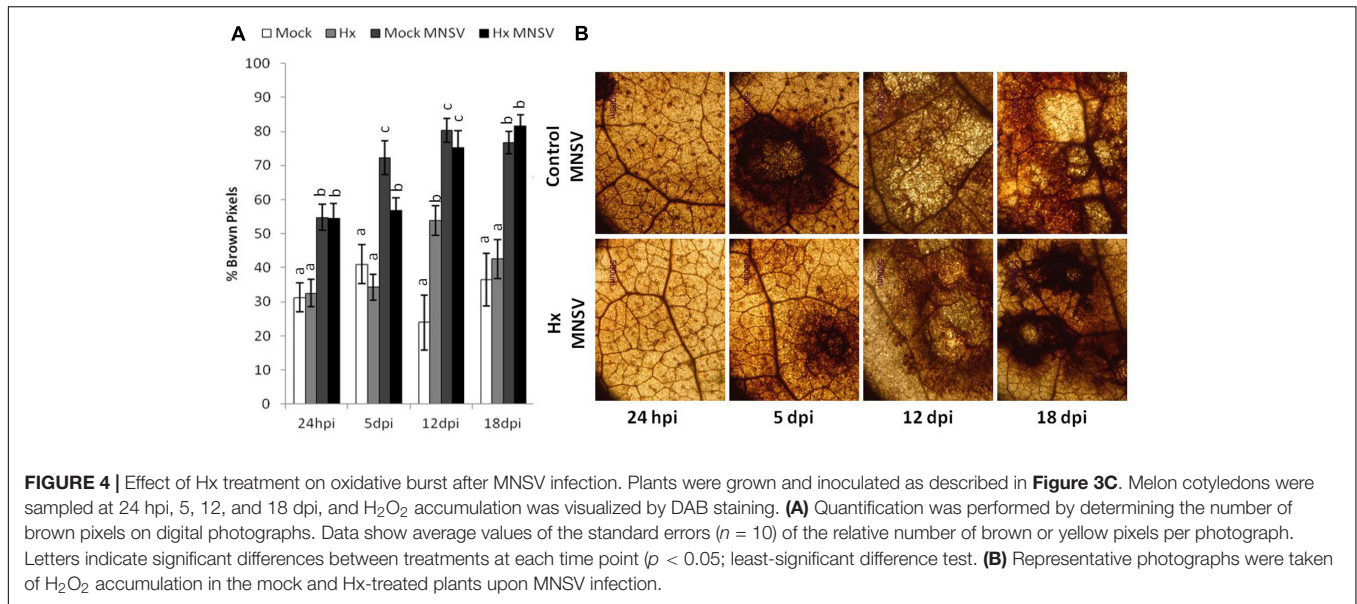 A Mock Hx Mock MNSV Hx MNSV B
100
90
80
70
60
50
40
30
20
10
0
% Brown Pixels
a a b b
a a c b
a b c c
a a b b
24hpi 5dpi 12dpi 18dpi
Control MNSV
Hx MNSV
500um
500um
500um
500um
500um
500um
24 hpi 5 dpi 12 dpi 18 dpi
FIGURE 4 | Effect of Hx treatment on oxidative burst after MNSV infection. Plants were grown and inoculated as described in Figure 3C. Melon cotyledons were
sampled at 24 hpi, 5, 12, and 18 dpi, and H₂O₂ accumulation was visualized by DAB staining. (A) Quantification was performed by determining the number of
brown pixels on digital photographs. Data show average values of the standard errors (n = 10) of the relative number of brown or yellow pixels per photograph.
Letters indicate significant differences between treatments at each time point (p < 0.05; least-significant difference test. (B) Representative photographs were taken
of H₂O₂ accumulation in the mock and Hx-treated plants upon MNSV infection.